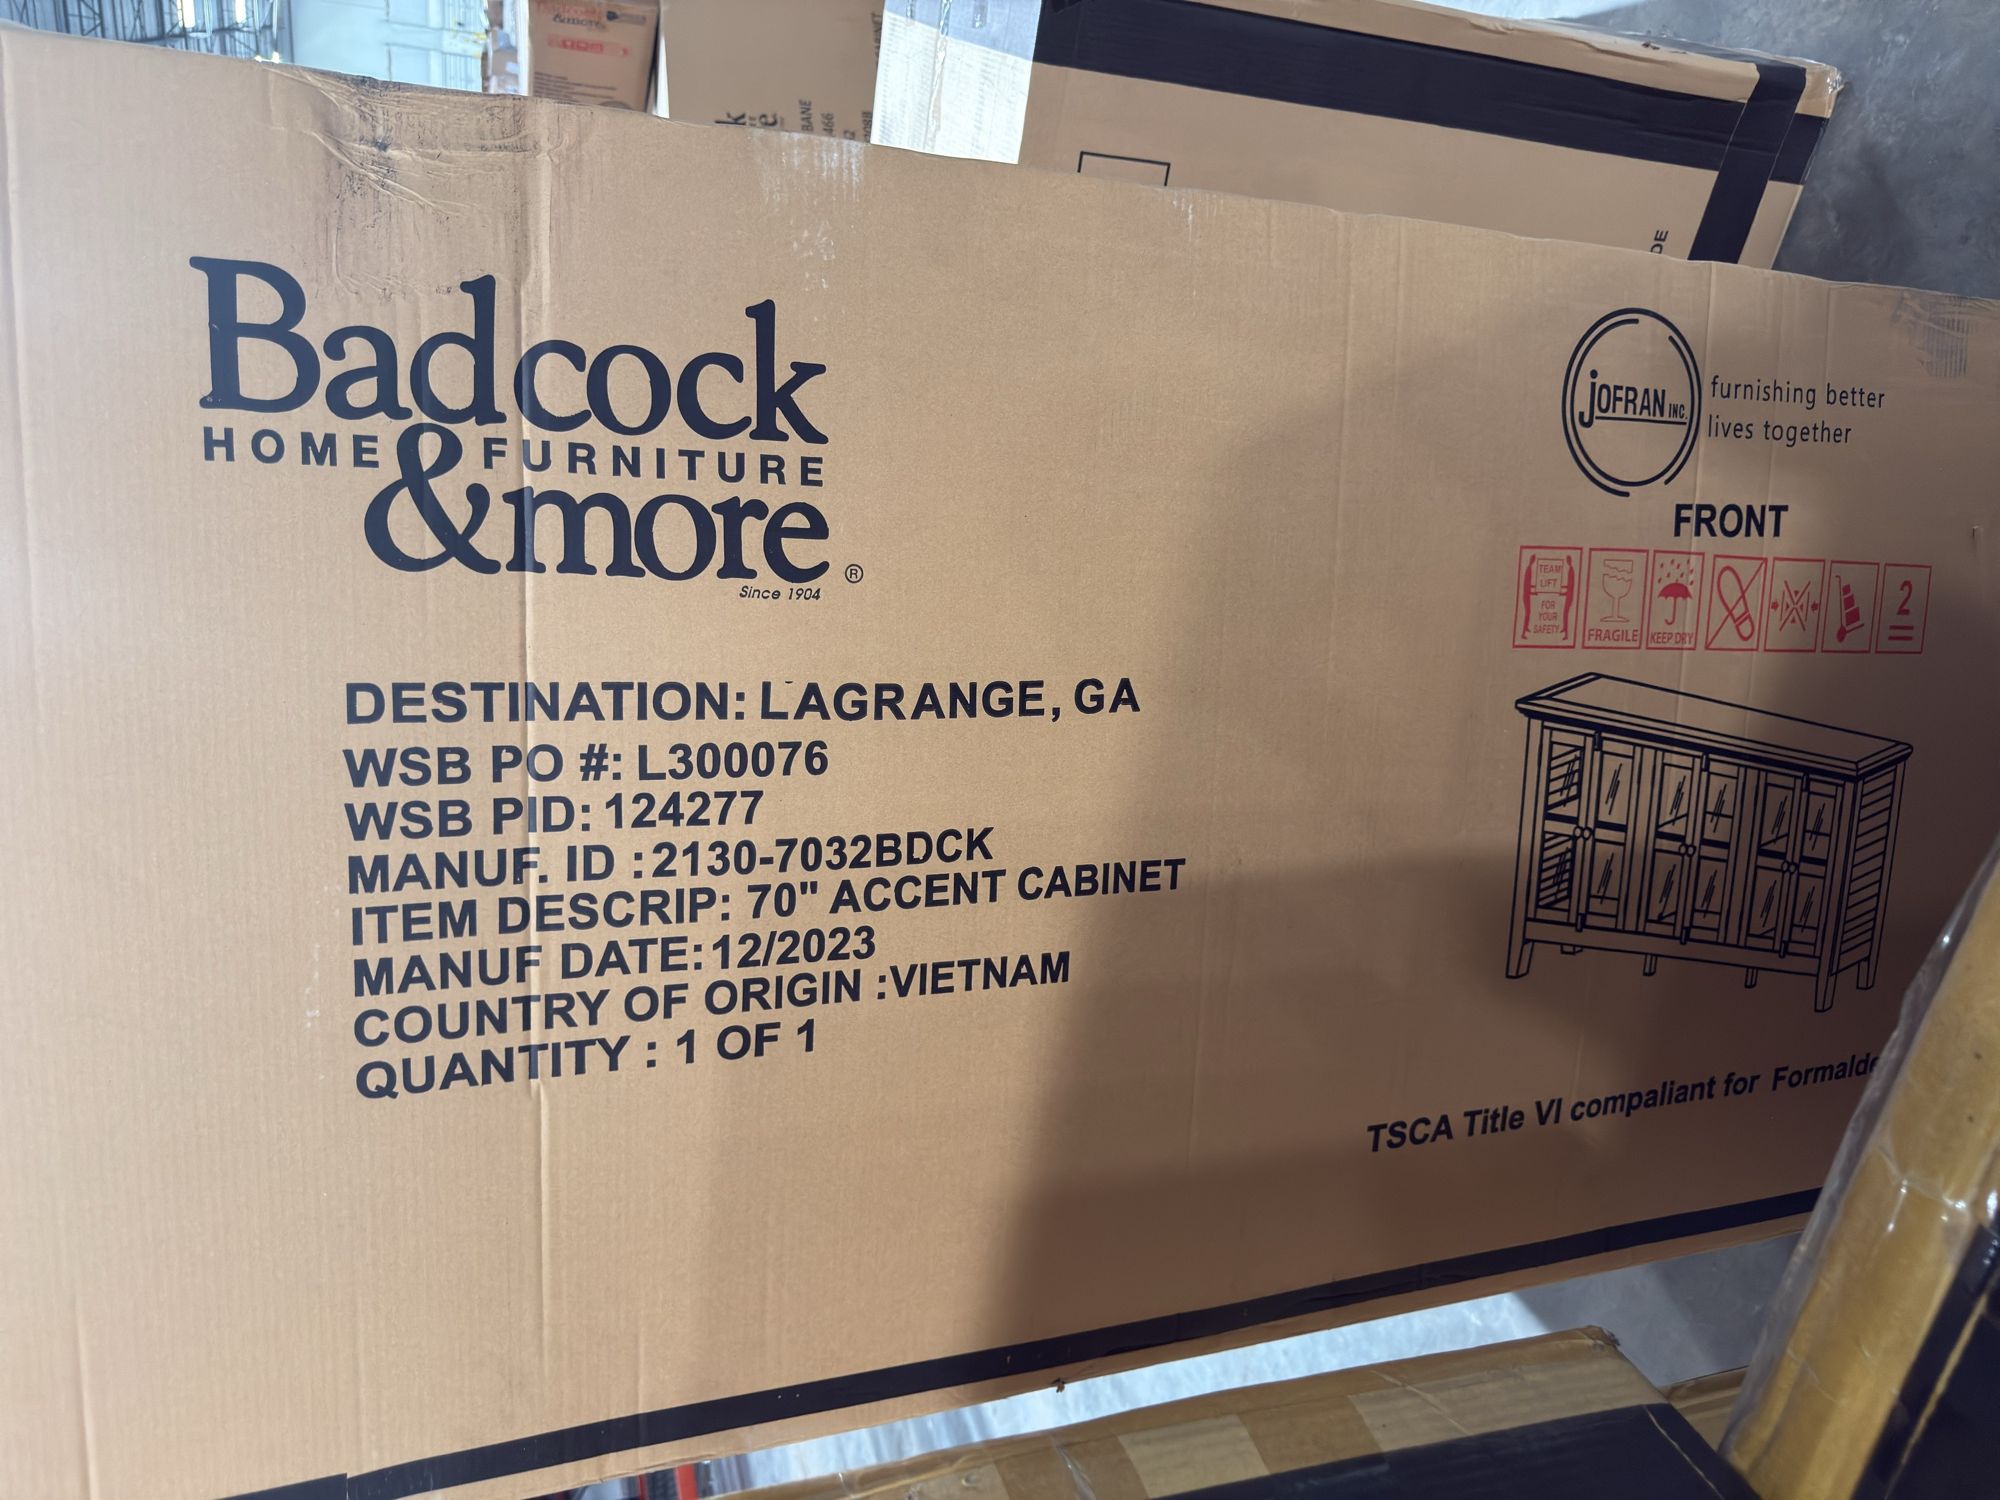 Badcock
HOME FURNITURE
&more®
Since 1904
DESTINATION: LAGRANGE, GA
WSB PO #: L300076
WSB PID: 124277
MANUF. ID :2130-7032BDCK
ITEM DESCRIP: 70" ACCENT CABINET
MANUF DATE:12/2023
COUNTRY OF ORIGIN :VIETNAM
QUANTITY : 1 OF 1
jOFRAN INC.
furnishing better
lives together
FRONT
TEAM
LIFT
FOR
YOUR
SAFETY
FRAGILE
KEEP DRY
2
TSCA Title VI compaliant for